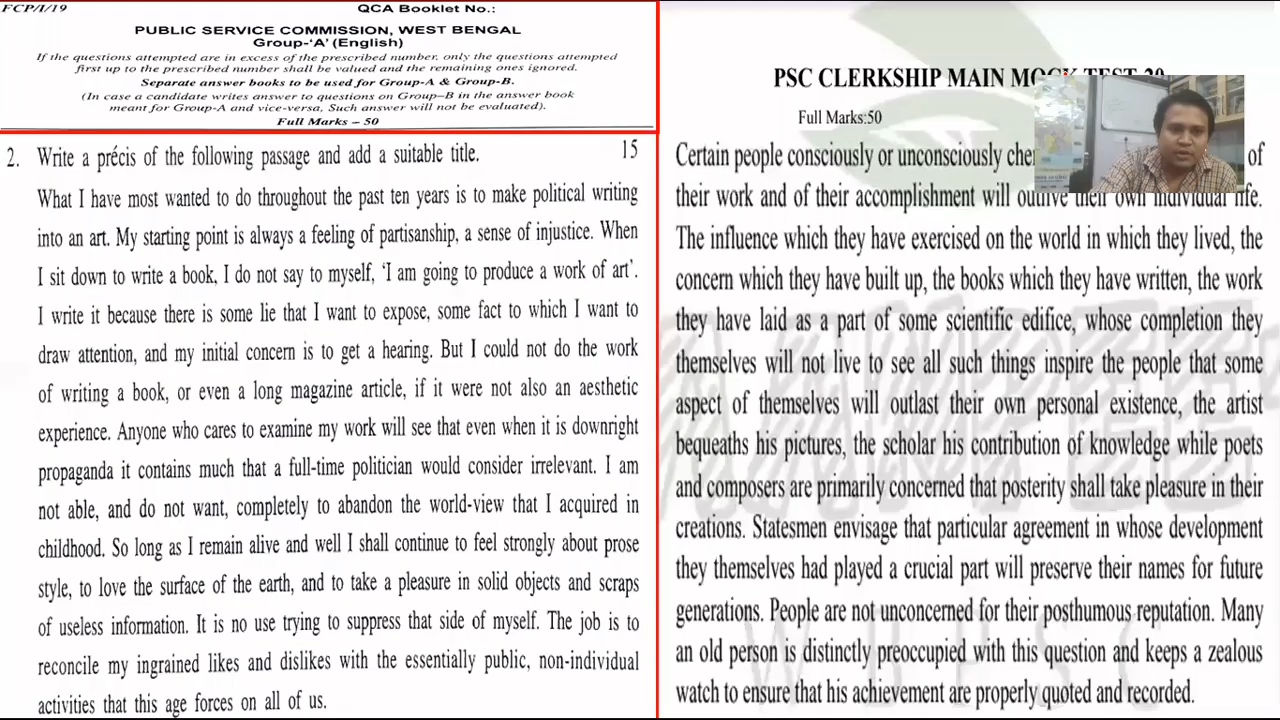 FCP/I/19
QCA Booklet No.:
PUBLIC SERVICE COMMISSION, WEST BENGAL
Group-‘A’ (English)
If the questions attempted are in excess of the prescribed number, only the questions attempted
first up to the prescribed number shall be valued and the remaining ones ignored.
Separate answer books to be used for Group-A & Group-B.
(In case a candidate writes answer to questions on Group–B in the answer book
meant for Group-A and vice-versa, Such answer will not be evaluated).
Full Marks – 50
2. Write a précis of the following passage and add a suitable title. 15
What I have most wanted to do throughout the past ten years is to make political writing
into an art. My starting point is always a feeling of partisanship, a sense of injustice. When
I sit down to write a book, I do not say to myself, ‘I am going to produce a work of art’.
I write it because there is some lie that I want to expose, some fact to which I want to
draw attention, and my initial concern is to get a hearing. But I could not do the work
of writing a book, or even a long magazine article, if it were not also an aesthetic
experience. Anyone who cares to examine my work will see that even when it is downright
propaganda it contains much that a full-time politician would consider irrelevant. I am
not able, and do not want, completely to abandon the world-view that I acquired in
childhood. So long as I remain alive and well I shall continue to feel strongly about prose
style, to love the surface of the earth, and to take a pleasure in solid objects and scraps
of useless information. It is no use trying to suppress that side of myself. The job is to
reconcile my ingrained likes and dislikes with the essentially public, non-individual
activities that this age forces on all of us.
PSC CLERKSHIP MAIN MOCK TEST-20
Full Marks:50
Certain people consciously or unconsciously of
their work and of their accomplishment will outlive their own individual life.
The influence which they have exercised on the world in which they lived, the
concern which they have built up, the books which they have written, the work
they have laid as a part of some scientific edifice, whose completion they
themselves will not live to see all such things inspire the people that some
aspect of themselves will outlast their own personal existence, the artist
bequeaths his pictures, the scholar his contribution of knowledge while poets
and composers are primarily concerned that posterity shall take pleasure in their
creations. Statesmen envisage that particular agreement in whose development
they themselves had played a crucial part will preserve their names for future
generations. People are not unconcerned for their posthumous reputation. Many
an old person is distinctly preoccupied with this question and keeps a zealous
watch to ensure that his achievement are properly quoted and recorded.
WBPSC